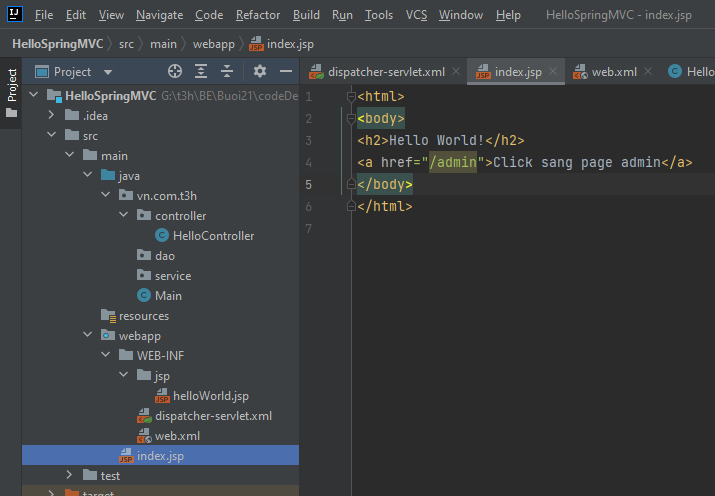 IJ File Edit View Navigate Code Refactor Build Run Tools VCS Window Help HelloSpringMVC - index.jsp
HelloSpringMVC src main webapp index.jsp
Project
Project
HelloSpringMVC G:\t3h\BE\Buoi21\codeDe
.idea
src
main
java
vn.com.t3h
controller
HelloController
dao
service
Main
resources
webapp
WEB-INF
jsp
helloWorld.jsp
dispatcher-servlet.xml
web.xml
index.jsp
test
target
dispatcher-servlet.xml index.jsp web.xml Hello
1 <html>
2 <body>
3 <h2>Hello World!</h2>
4 <a href="/admin">Click sang page admin</a>
5 </body>
6 </html>
7